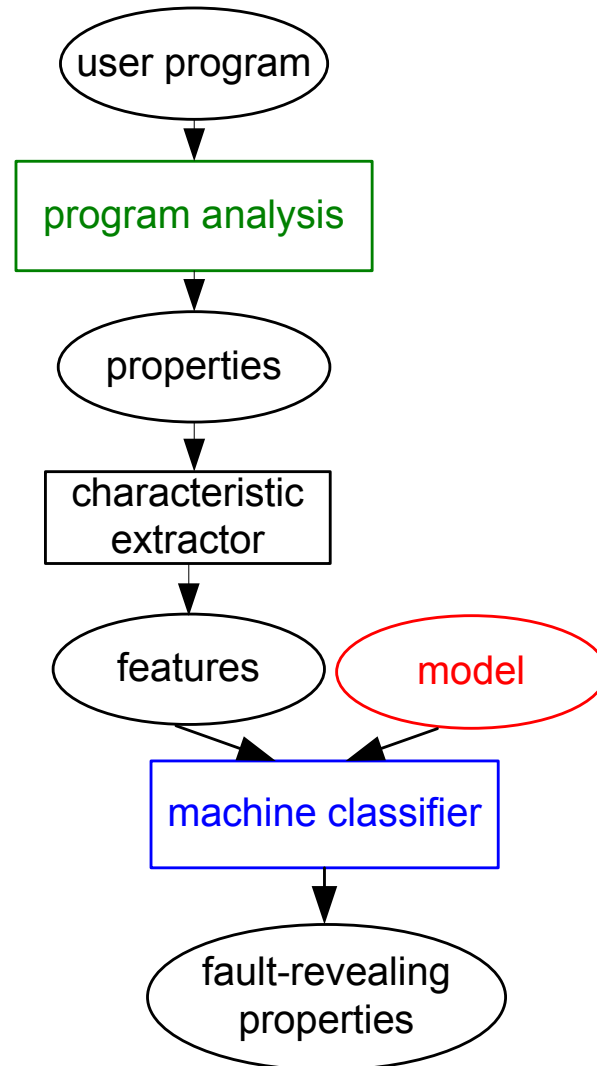 user program
program analysis
properties
characteristic
extractor
features
model
machine classifier
fault-revealing
properties